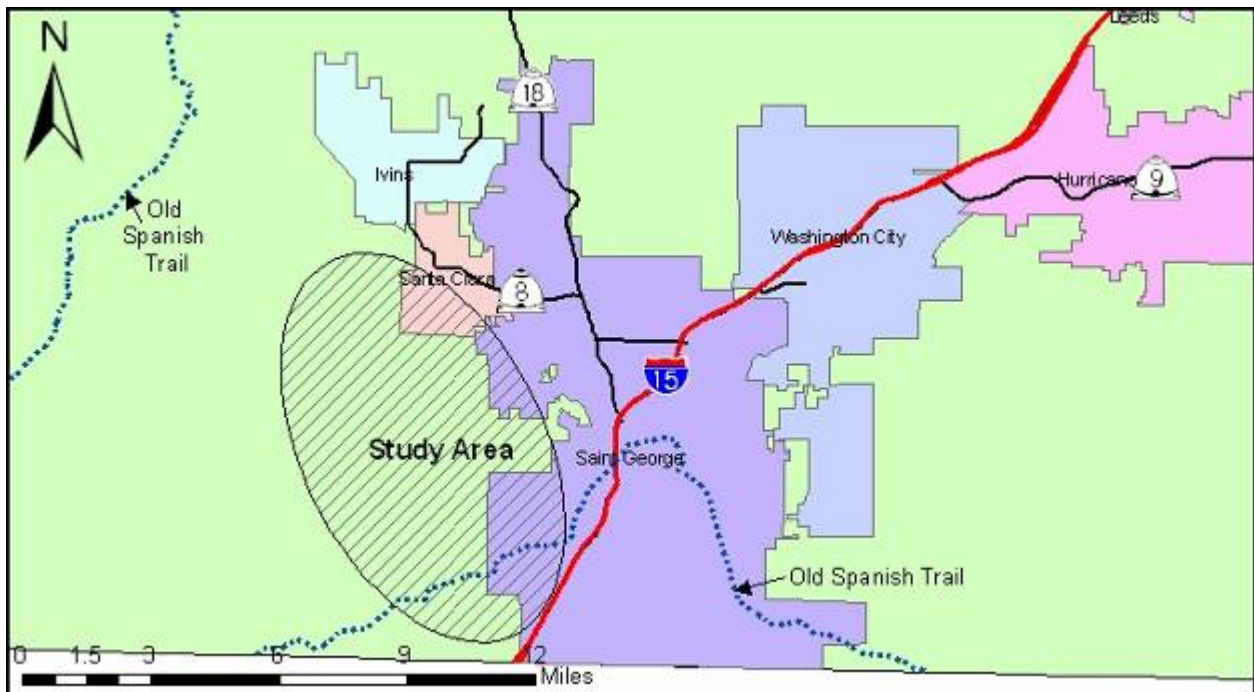 Leeds
N
18
Ivins
Hurricane
9
Old
Spanish
Trail
Washington City
Santa Clara
8
15
Study Area
Saint George
Old Spanish Trail
0 1.5 3 6 9 12
Miles